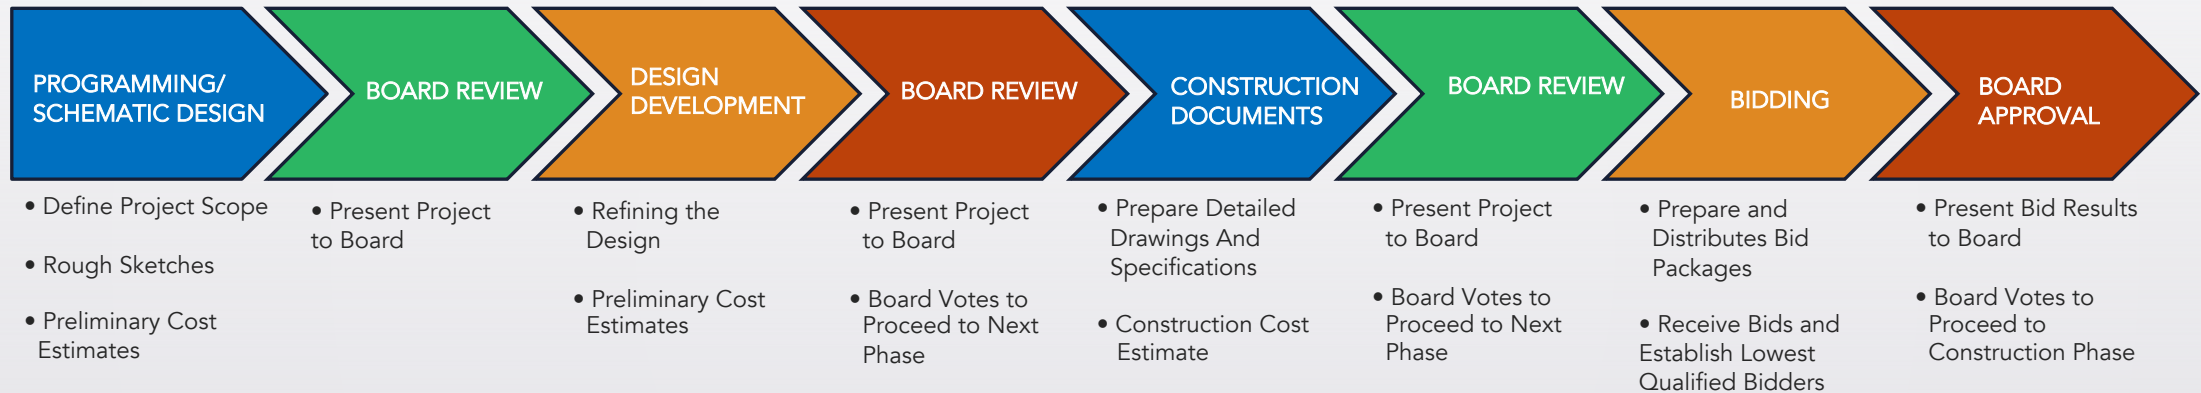 PROGRAMMING/
SCHEMATIC DESIGN
• Define Project Scope
• Rough Sketches
• Preliminary Cost
Estimates
BOARD REVIEW
• Present Project
to Board
DESIGN
DEVELOPMENT
• Refining the
Design
• Preliminary Cost
Estimates
BOARD REVIEW
• Present Project
to Board
• Board Votes to
Proceed to Next
Phase
CONSTRUCTION
DOCUMENTS
• Prepare Detailed
Drawings And
Specifications
• Construction Cost
Estimate
BOARD REVIEW
• Present Project
to Board
• Board Votes to
Proceed to Next
Phase
BIDDING
• Prepare and
Distributes Bid
Packages
• Receive Bids and
Establish Lowest
Qualified Bidders
BOARD
APPROVAL
• Present Bid Results
to Board
• Board Votes to
Proceed to
Construction Phase